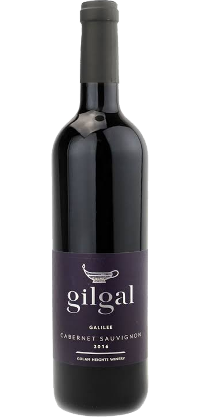 gilgal
GALILEE
CABERNET SAUVIGNON
2016
GOLAN HEIGHTS WINERY